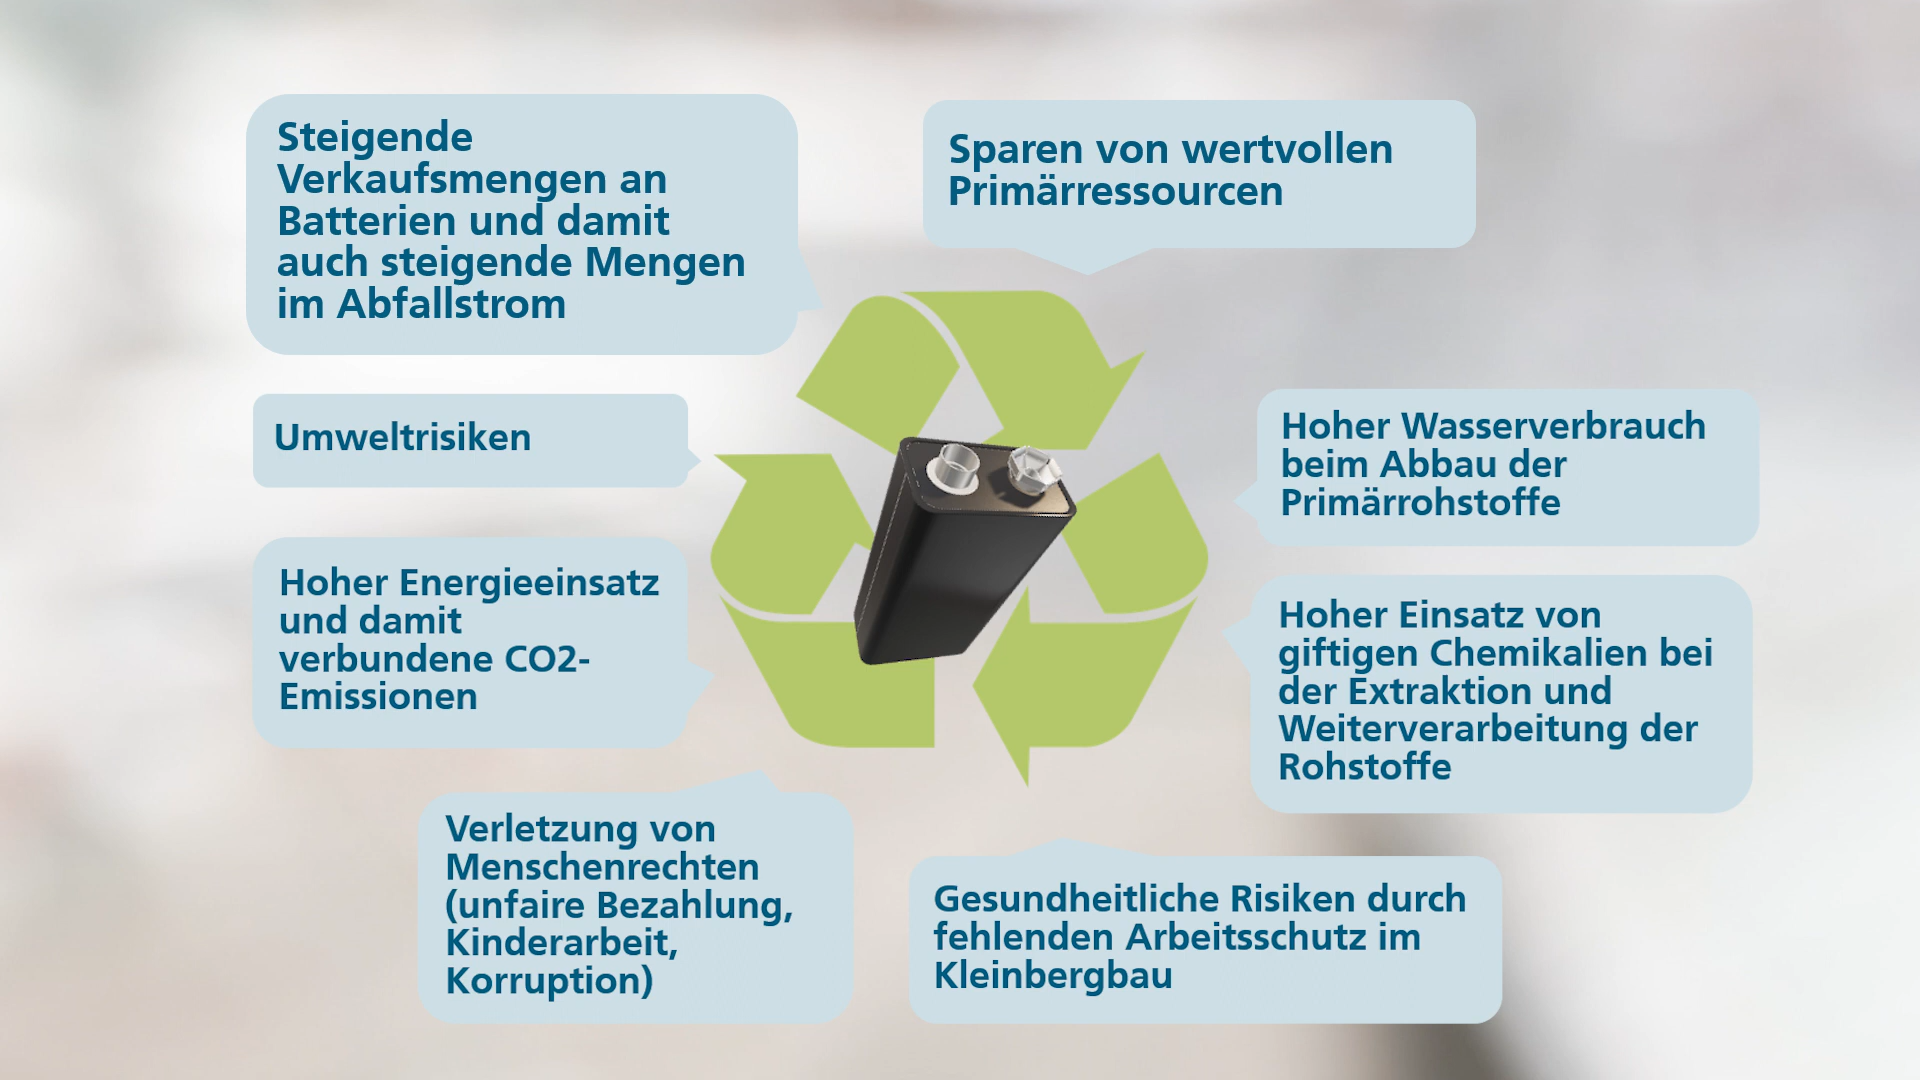 Steigende
Verkaufsmengen an
Batterien und damit
auch steigende Mengen
im Abfallstrom
Sparen von wertvollen
Primärressourcen
Umweltrisiken
Hoher Wasserverbrauch
beim Abbau der
Primärrohstoffe
Hoher Energieeinsatz
und damit
verbundene CO2-
Emissionen
Hoher Einsatz von
giftigen Chemikalien bei
der Extraktion und
Weiterverarbeitung der
Rohstoffe
Verletzung von
Menschenrechten
(unfaire Bezahlung,
Kinderarbeit,
Korruption)
Gesundheitliche Risiken durch
fehlenden Arbeitsschutz im
Kleinbergbau